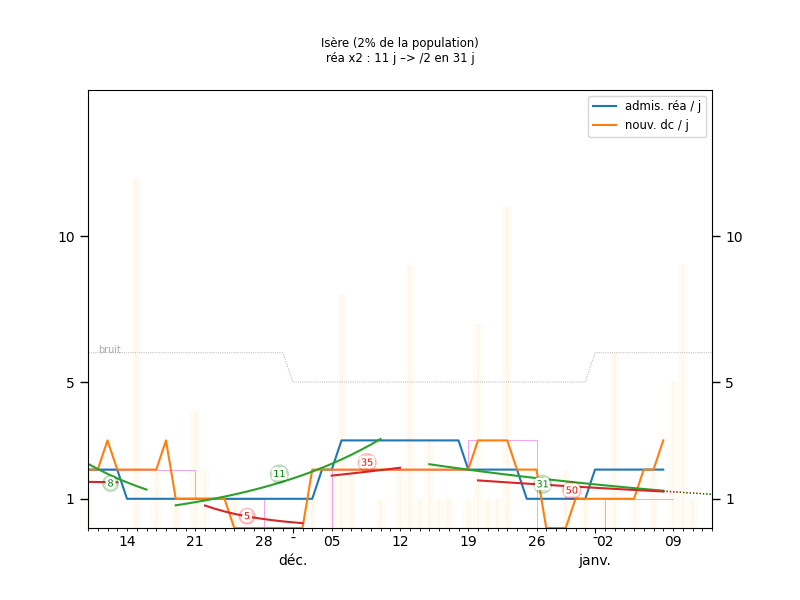 Isère (2% de la population)
réa x2 : 11 j –> /2 en 31 j
admis. réa / j
nouv. dc / j
10 10
bruit
5 5
35
11
8
31
50
5
1 1
14 21 28 - 05 12 19 26 - 02 09
déc. janv.